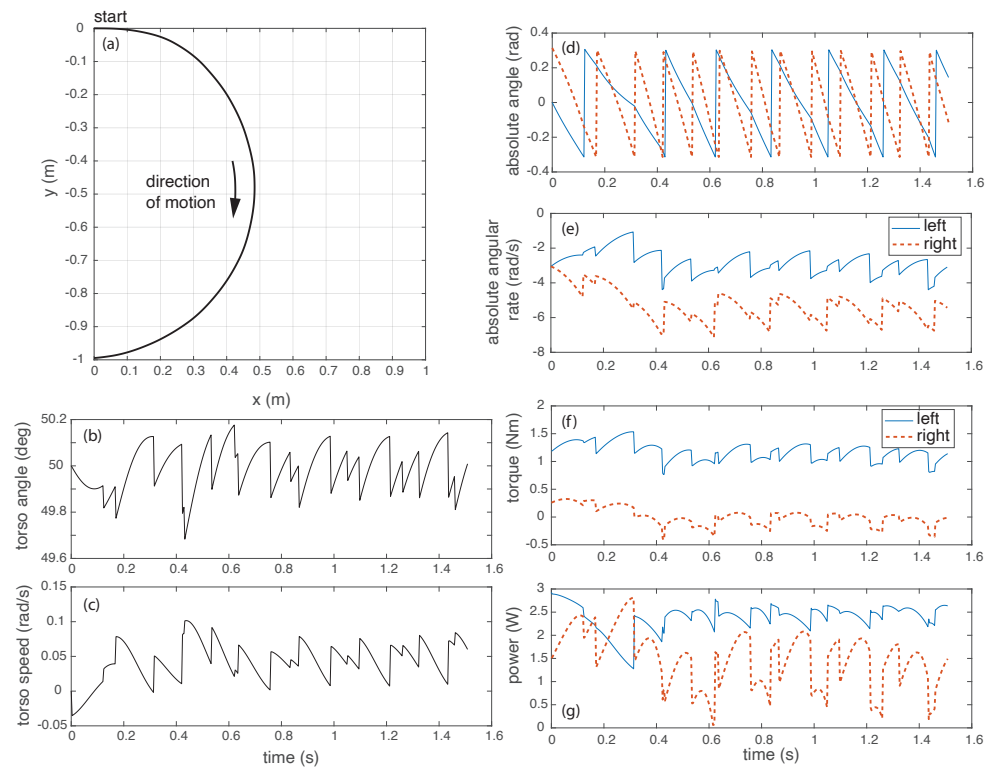 start
(a)
0
-0.1
-0.2
-0.3
-0.4
-0.5
-0.6
-0.7
-0.8
-0.9
-1
y (m)
direction
of motion
0 0.1 0.2 0.3 0.4 0.5 0.6 0.7 0.8 0.9 1
x (m)
(b)
50.2
50
49.8
49.6
torso angle (deg)
0 0.2 0.4 0.6 0.8 1 1.2 1.4 1.6
(c)
0.15
0.1
0.05
0
-0.05
torso speed (rad/s)
0 0.2 0.4 0.6 0.8 1 1.2 1.4 1.6
time (s)
(d)
0.4
0.2
0
-0.2
-0.4
absolute angle (rad)
0 0.2 0.4 0.6 0.8 1 1.2 1.4 1.6
(e)
left
right
0
-2
-4
-6
-8
absolute angular
rate (rad/s)
0 0.2 0.4 0.6 0.8 1 1.2 1.4 1.6
(f)
left
right
2
1.5
1
0.5
0
-0.5
torque (Nm)
0 0.2 0.4 0.6 0.8 1 1.2 1.4 1.6
3
2.5
2
1.5
1
0.5
0
power (W)
(g)
0 0.2 0.4 0.6 0.8 1 1.2 1.4 1.6
time (s)